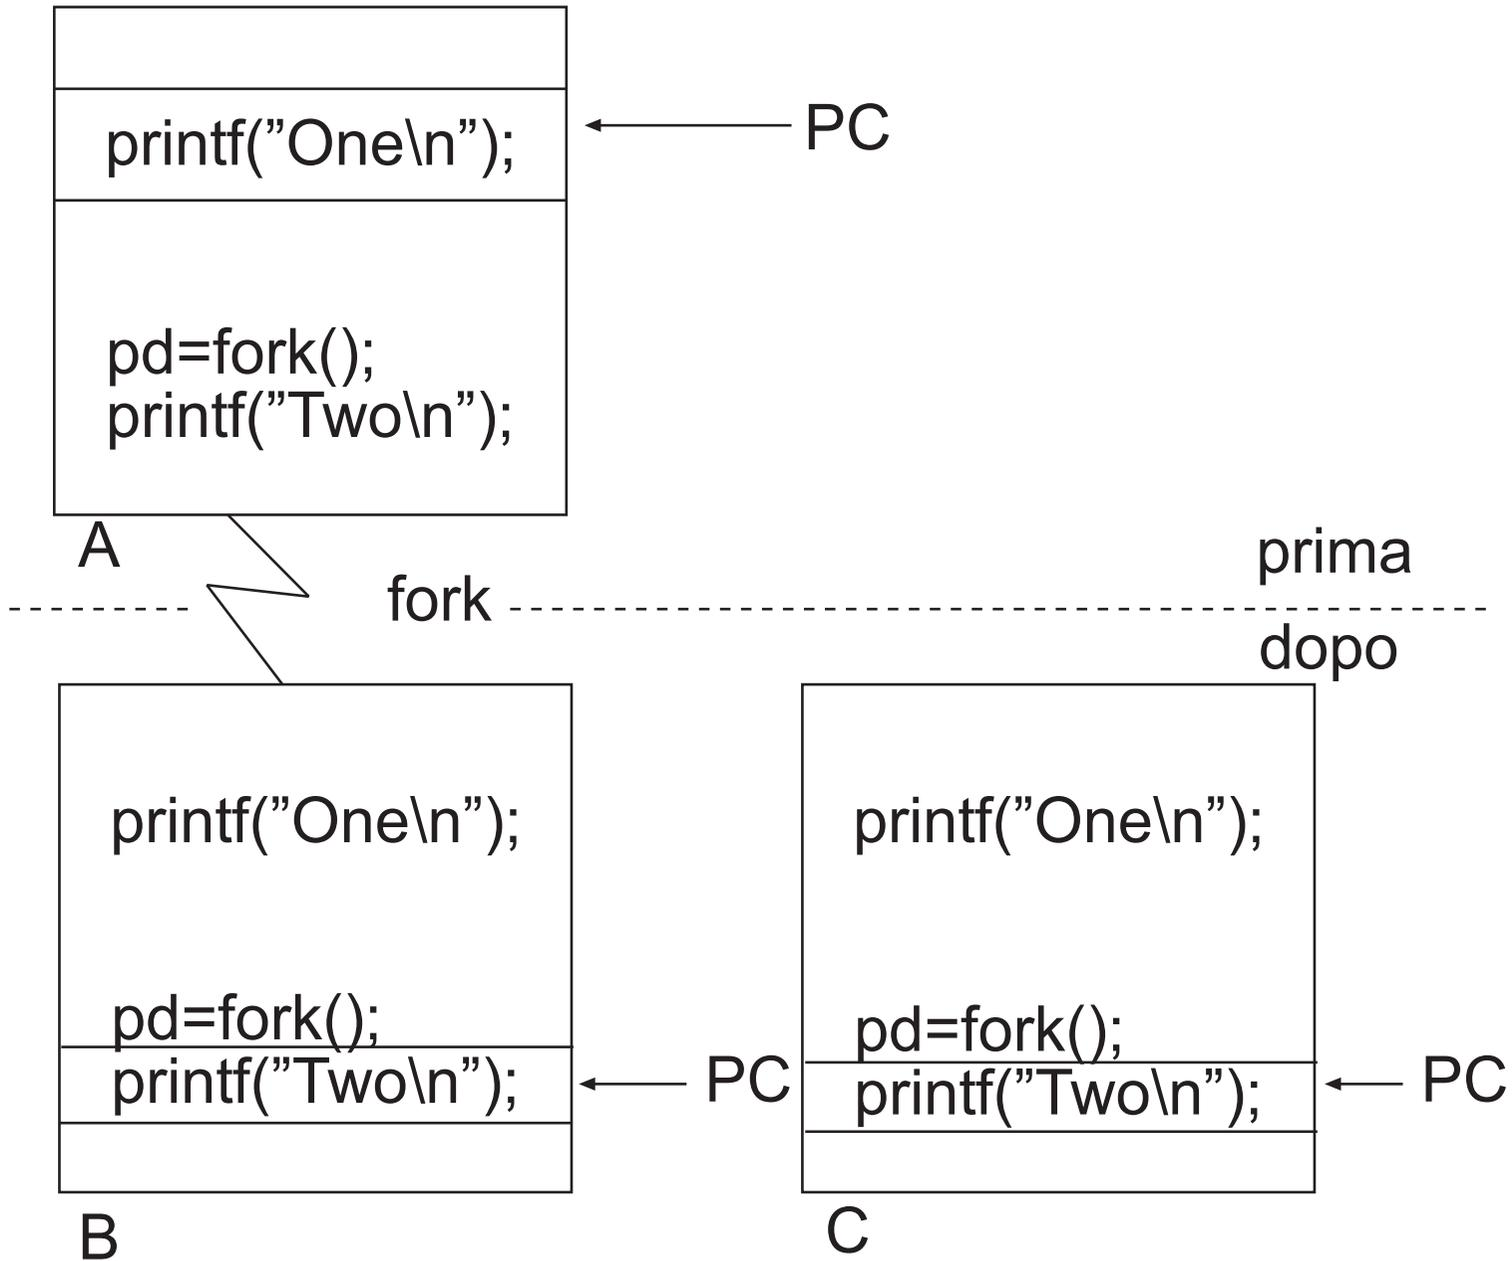 printf(”One\n”);
PC
pd=fork();
printf(”Two\n”);
A
prima
fork
dopo
printf(”One\n”);
pd=fork();
printf(”Two\n”);
PC
B
printf(”One\n”);
pd=fork();
printf(”Two\n”);
PC
C